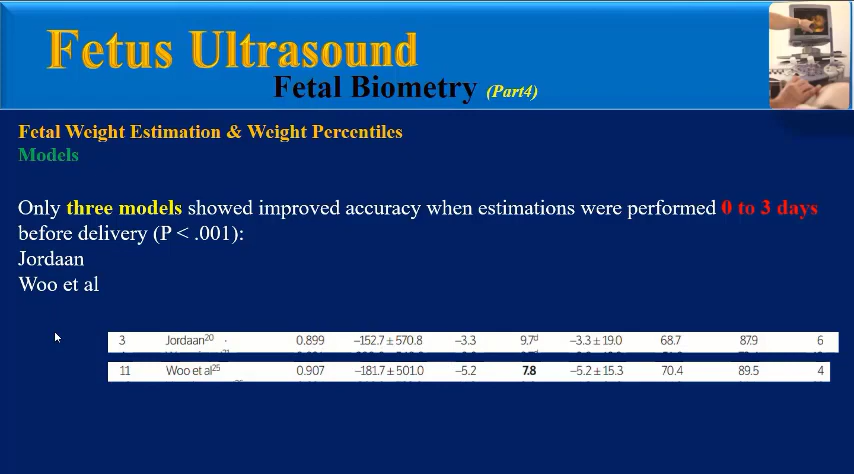 Fetus Ultrasound
Fetal Biometry (Part4)
Fetal Weight Estimation & Weight Percentiles
Models
Only three models showed improved accuracy when estimations were performed 0 to 3 days
before delivery (P < .001):
Jordaan
Woo et al
3 Jordaan20 0.899 −152.7 ± 570.8 −3.3 9.7d −3.3 ± 19.0 68.7 87.9 6
11 Woo et al25 0.907 −181.7 ± 501.0 −5.2 7.8 −5.2 ± 15.3 70.4 89.5 4